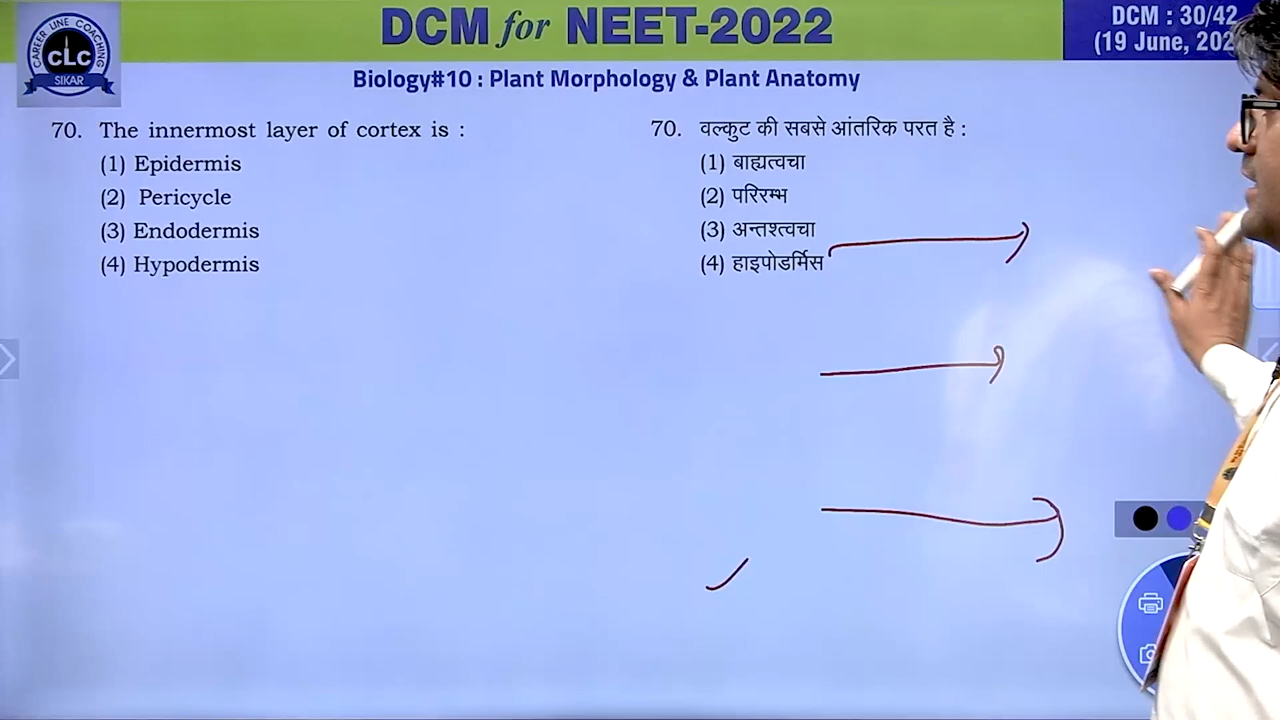 DCM for NEET-2022
DCM : 30/42
(19 June, 202
CAREER LINE COACHING
CLC
SIKAR
Biology#10 : Plant Morphology & Plant Anatomy
70. The innermost layer of cortex is :
(1) Epidermis
(2) Pericycle
(3) Endodermis
(4) Hypodermis
70. वल्कुट की सबसे आंतरिक परत है :
(1) बाह्यत्वचा
(2) परिरम्भ
(3) अन्तश्त्वचा
(4) हाइपोडर्मिस